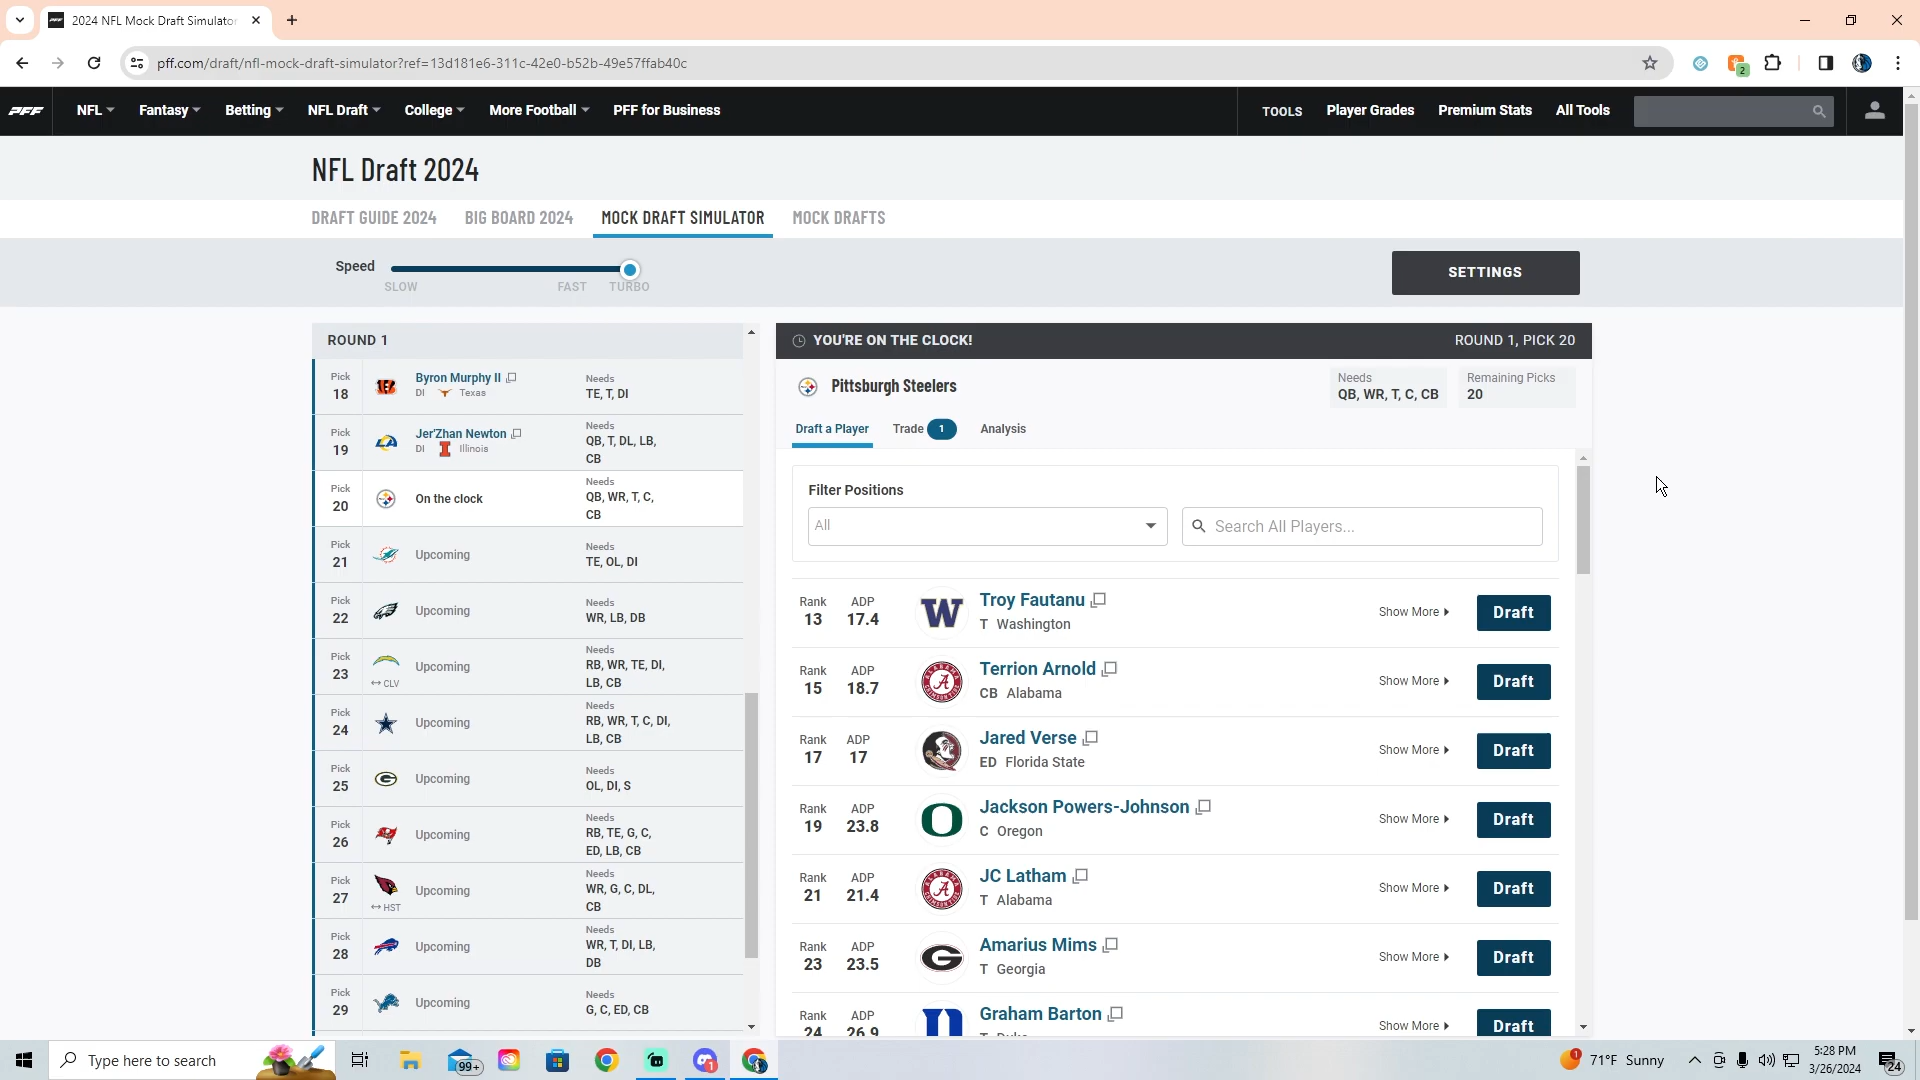 2024 NFL Mock Draft Simulator
pff.com/draft/nfl-mock-draft-simulator?ref=13d181e6-311c-42e0-b52b-49e57ffab40c
2
PFF
NFL
Fantasy
Betting
NFL Draft
College
More Football
PFF for Business
TOOLS
Player Grades
Premium Stats
All Tools
NFL Draft 2024
DRAFT GUIDE 2024
BIG BOARD 2024
MOCK DRAFT SIMULATOR
MOCK DRAFTS
Speed
SLOW
FAST
TURBO
SETTINGS
ROUND 1
Pick
18
Byron Murphy II
DI Texas
Needs
TE, T, DI
Pick
19
Jer'Zhan Newton
DI Illinois
Needs
QB, T, DL, LB,
CB
Pick
20
On the clock
Needs
QB, WR, T, C,
CB
Pick
21
Upcoming
Needs
TE, OL, DI
Pick
22
Upcoming
Needs
WR, LB, DB
Pick
23
↔ CLV
Upcoming
Needs
RB, WR, TE, DI,
LB, CB
Pick
24
Upcoming
Needs
RB, WR, T, C, DI,
LB, CB
Pick
25
Upcoming
Needs
OL, DI, S
Pick
26
Upcoming
Needs
RB, TE, G, C,
ED, LB, CB
Pick
27
↔ HST
Upcoming
Needs
WR, G, C, DL,
CB
Pick
28
Upcoming
Needs
WR, T, DI, LB,
DB
Pick
29
Upcoming
Needs
G, C, ED, CB
YOU'RE ON THE CLOCK!
ROUND 1, PICK 20
Pittsburgh Steelers
Needs
QB, WR, T, C, CB
Remaining Picks
20
Draft a Player
Trade 1
Analysis
Filter Positions
All
Search All Players...
Rank
13
ADP
17.4
W
Troy Fautanu
T Washington
Show More
Draft
Rank
15
ADP
18.7
Terrion Arnold
CB Alabama
Show More
Draft
Rank
17
ADP
17
Jared Verse
ED Florida State
Show More
Draft
Rank
19
ADP
23.8
Jackson Powers-Johnson
C Oregon
Show More
Draft
Rank
21
ADP
21.4
JC Latham
T Alabama
Show More
Draft
Rank
23
ADP
23.5
Amarius Mims
T Georgia
Show More
Draft
Rank
24
ADP
26.9
Graham Barton
T Duke
Show More
Draft
Type here to search
99+
1
1
71°F Sunny
5:28 PM
3/26/2024
24